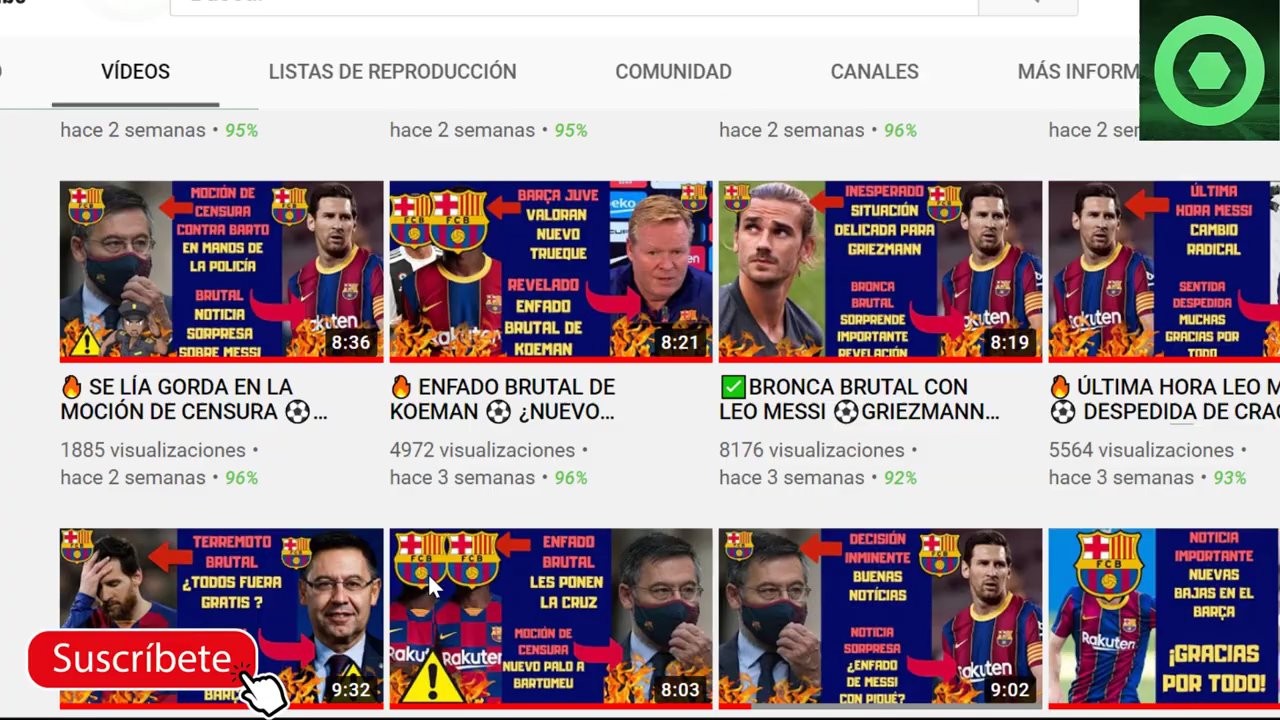 VÍDEOS
LISTAS DE REPRODUCCIÓN
COMUNIDAD
CANALES
MÁS INFORM
hace 2 semanas • 95%
hace 2 semanas • 95%
hace 2 semanas • 96%
hace 2 se
MOCIÓN DE
CENSURA
CONTRA BARTO
EN MANOS DE
LA POLICÍA
BRUTAL
NOTICIA
SORPRESA
SOBRE MESSI
8:36
BARÇA JUVE
VALORAN
NUEVO
TRUEQUE
REVELADO
ENFADO
BRUTAL DE
KOEMAN
8:21
INESPERADO
SITUACIÓN
DELICADA PARA
GRIEZMANN
BRONCA
BRUTAL
SORPRENDE
IMPORTANTE
REVELACIÓN
8:19
ÚLTIMA
HORA MESSI
CAMBIO
RADICAL
SENTIDA
DESPEDIDA
MUCHAS
GRACIAS POR
TODO
🔥 SE LÍA GORDA EN LA
MOCIÓN DE CENSURA ⚽...
1885 visualizaciones •
hace 2 semanas • 96%
🔥 ENFADO BRUTAL DE
KOEMAN ⚽ ¿NUEVO...
4972 visualizaciones •
hace 3 semanas • 96%
✅BRONCA BRUTAL CON
LEO MESSI ⚽GRIEZMANN...
8176 visualizaciones •
hace 3 semanas • 92%
🔥 ÚLTIMA HORA LEO M
⚽ DESPEDIDA DE CRA
5564 visualizaciones •
hace 3 semanas • 93%
TERREMOTO
BRUTAL
¿TODOS FUERA
GRATIS ?
9:32
ENFADO
BRUTAL
LES PONEN
LA CRUZ
MOCIÓN DE
CENSURA
NUEVO PALO A
BARTOMEU
8:03
DECISIÓN
INMINENTE
BUENAS
NOTÍCIAS
NOTICIA
SORPRESA
¿ENFADO
DE MESSI
CON PIQUÉ?
9:02
NOTICIA
IMPORTANTE
NUEVAS
BAJAS EN EL
BARÇA
¡GRACIAS
POR TODO!
Rakuten
Suscríbete